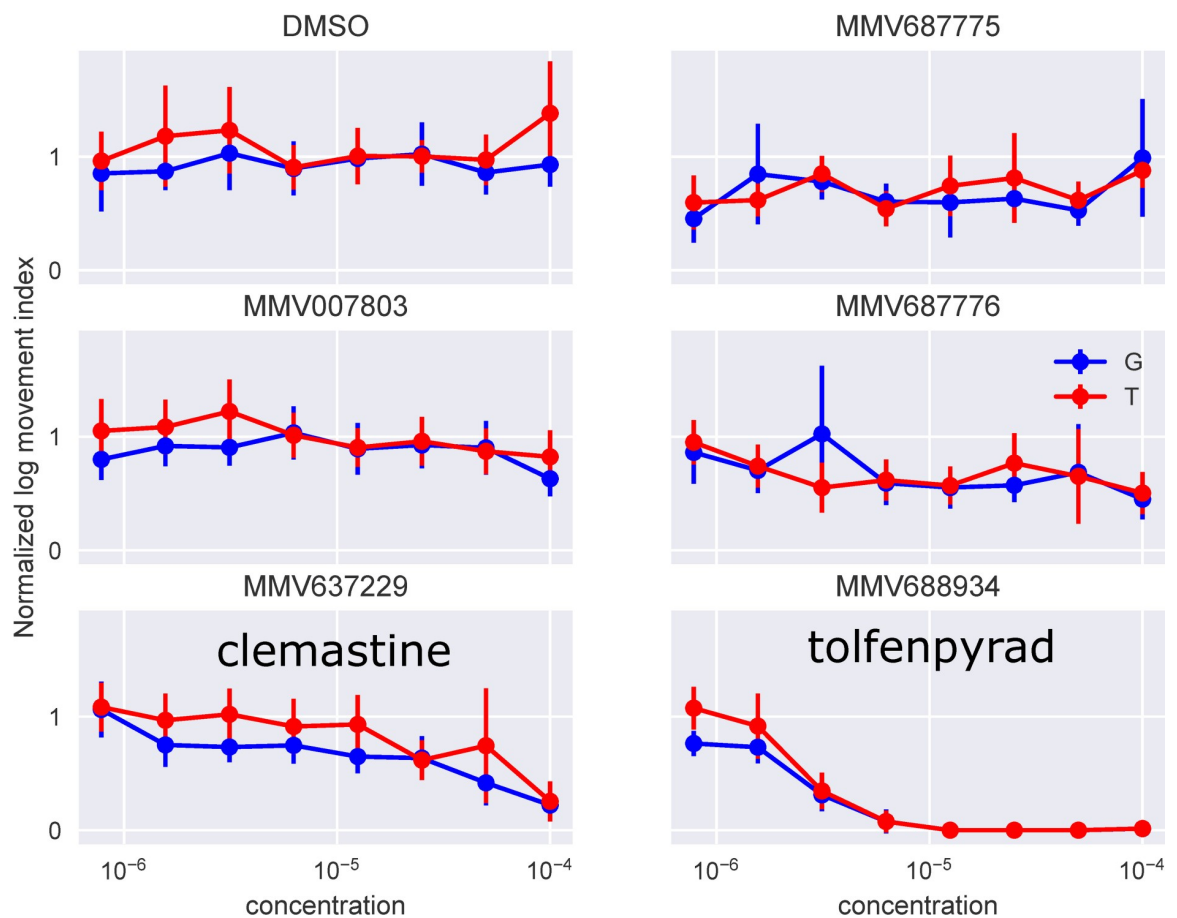 DMSO
MMV687775
1
0
Normalized log movement index
MMV007803
MMV687776
1
0
G
T
MMV637229
MMV688934
clemastine
tolfenpyrad
1
0
10⁻⁶
10⁻⁵
10⁻⁴
10⁻⁶
10⁻⁵
10⁻⁴
concentration
concentration